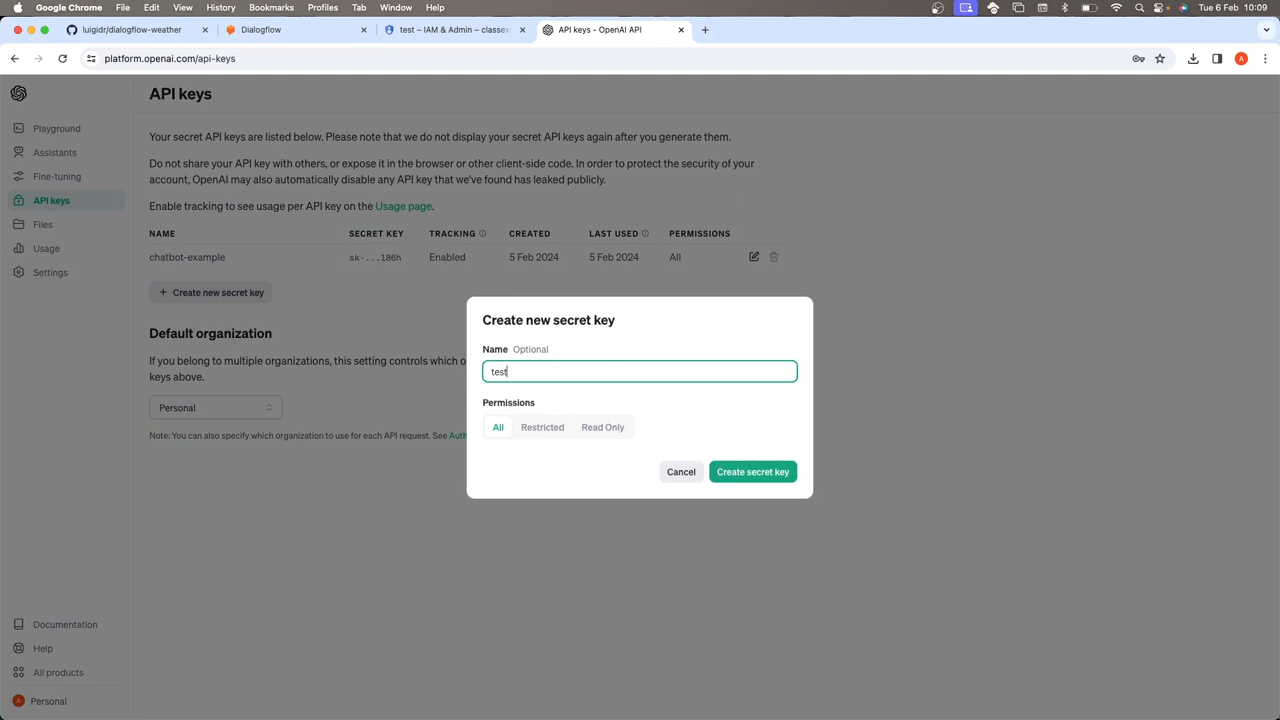 Google Chrome File Edit View History Bookmarks Profiles Tab Window Help Tue 6 Feb 10:09
luigidr/dialogflow-weather Dialogflow test – IAM & Admin – classex API keys - OpenAI API
platform.openai.com/api-keys A
API keys
Playground
Assistants
Fine-tuning
API keys
Files
Usage
Settings
Your secret API keys are listed below. Please note that we do not display your secret API keys again after you generate them.
Do not share your API key with others, or expose it in the browser or other client-side code. In order to protect the security of your
account, OpenAI may also automatically disable any API key that we've found has leaked publicly.
Enable tracking to see usage per API key on the Usage page.
NAME SECRET KEY TRACKING CREATED LAST USED PERMISSIONS
chatbot-example sk-...186h Enabled 5 Feb 2024 5 Feb 2024 All
+ Create new secret key
Default organization
If you belong to multiple organizations, this setting controls which o
keys above.
Personal
Note: You can also specify which organization to use for each API request. See Auth
Create new secret key
Name Optional
test
Permissions
All Restricted Read Only
Cancel Create secret key
Documentation
Help
All products
A Personal